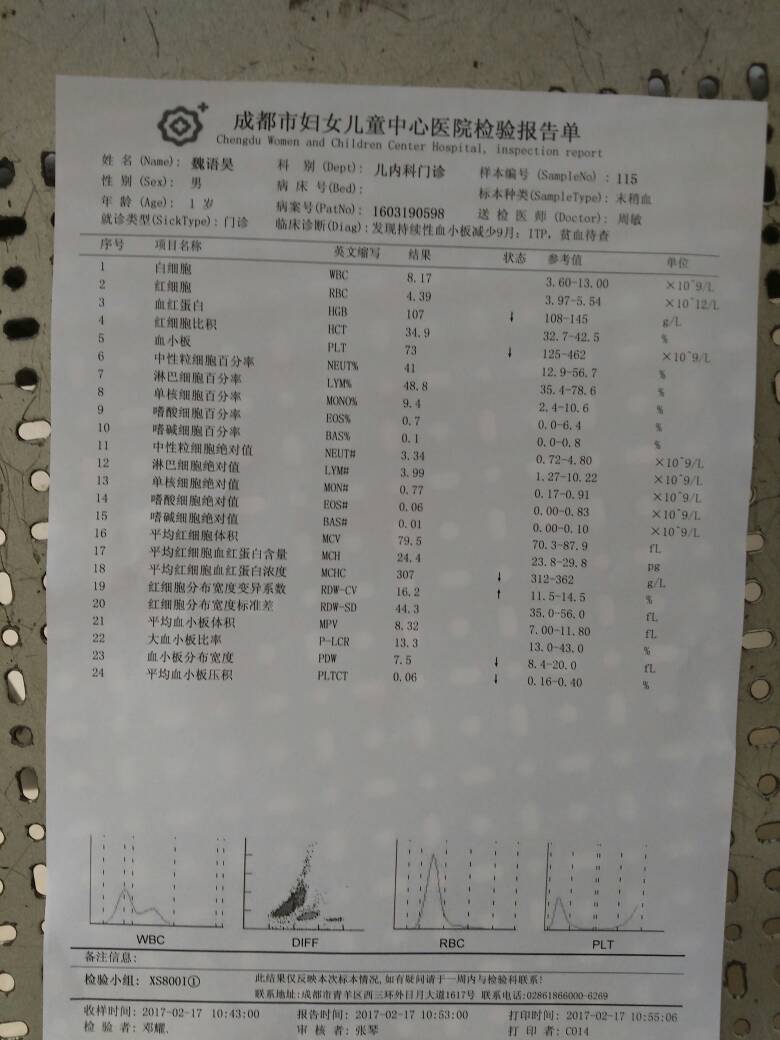 成都市妇女儿童中心医院检验报告单
Chengdu Women and Children Center Hospital, inspection report
姓 名(Name): 魏语昊 科 别(Dept): 儿内科门诊 样本编号(SampleNo): 115
性 别(Sex): 男 病 床 号(Bed): 标本种类(SampleType): 末梢血
年 龄(Age): 1 岁 病案号(PatNo): 1603190598 送 检 医 师(Doctor): 周敏
就诊类型(SickType): 门诊 临床诊断(Diag): 发现持续性血小板减少9月; ITP, 贫血待查
序号 项目名称 英文缩写 结果 状态 参考值 单位
1 白细胞 WBC 8.17 3.60-13.00 ×10^9/L
2 红细胞 RBC 4.39 3.97-5.54 ×10^12/L
3 血红蛋白 HGB 107 ↓ 108-145 g/L
4 红细胞比积 HCT 34.9 32.7-42.5 %
5 血小板 PLT 73 ↓ 125-462 ×10^9/L
6 中性粒细胞百分率 NEUT% 41 12.9-56.7 %
7 淋巴细胞百分率 LYM% 48.8 35.4-78.6 %
8 单核细胞百分率 MONO% 9.4 2.4-10.6 %
9 嗜酸细胞百分率 EOS% 0.7 0.0-6.4 %
10 嗜碱细胞百分率 BAS% 0.1 0.0-0.8 %
11 中性粒细胞绝对值 NEUT# 3.34 0.72-4.80 ×10^9/L
12 淋巴细胞绝对值 LYM# 3.99 1.27-10.22 ×10^9/L
13 单核细胞绝对值 MON# 0.77 0.17-0.91 ×10^9/L
14 嗜酸细胞绝对值 EOS# 0.06 0.00-0.83 ×10^9/L
15 嗜碱细胞绝对值 BAS# 0.01 0.00-0.10 ×10^9/L
16 平均红细胞体积 MCV 79.5 70.3-87.9 fL
17 平均红细胞血红蛋白含量 MCH 24.4 23.8-29.8 pg
18 平均红细胞血红蛋白浓度 MCHC 307 ↓ 312-362 g/L
19 红细胞分布宽度变异系数 RDW-CV 16.2 ↑ 11.5-14.5 %
20 红细胞分布宽度标准差 RDW-SD 44.3 35.0-56.0 fL
21 平均血小板体积 MPV 8.32 7.00-11.80 fL
22 大血小板比率 P-LCR 13.3 13.0-43.0 %
23 血小板分布宽度 PDW 7.5 ↓ 8.4-20.0 fL
24 平均血小板压积 PLTCT 0.06 ↓ 0.16-0.40 %
WBC DIFF RBC PLT
备注信息:
检验小组: XS800I① 此结果仅反映本次标本情况,如有疑问请于一周内与检验科联系!
联系地址:成都市青羊区西三环外日月大道1617号 联系电话:02861866000-6269
收样时间: 2017-02-17 10:43:00 报告时间: 2017-02-17 10:53:00 打印时间: 2017-02-17 10:55:06
检 验 者: 邓耀、 审 核 者: 张琴 打 印 者: C014